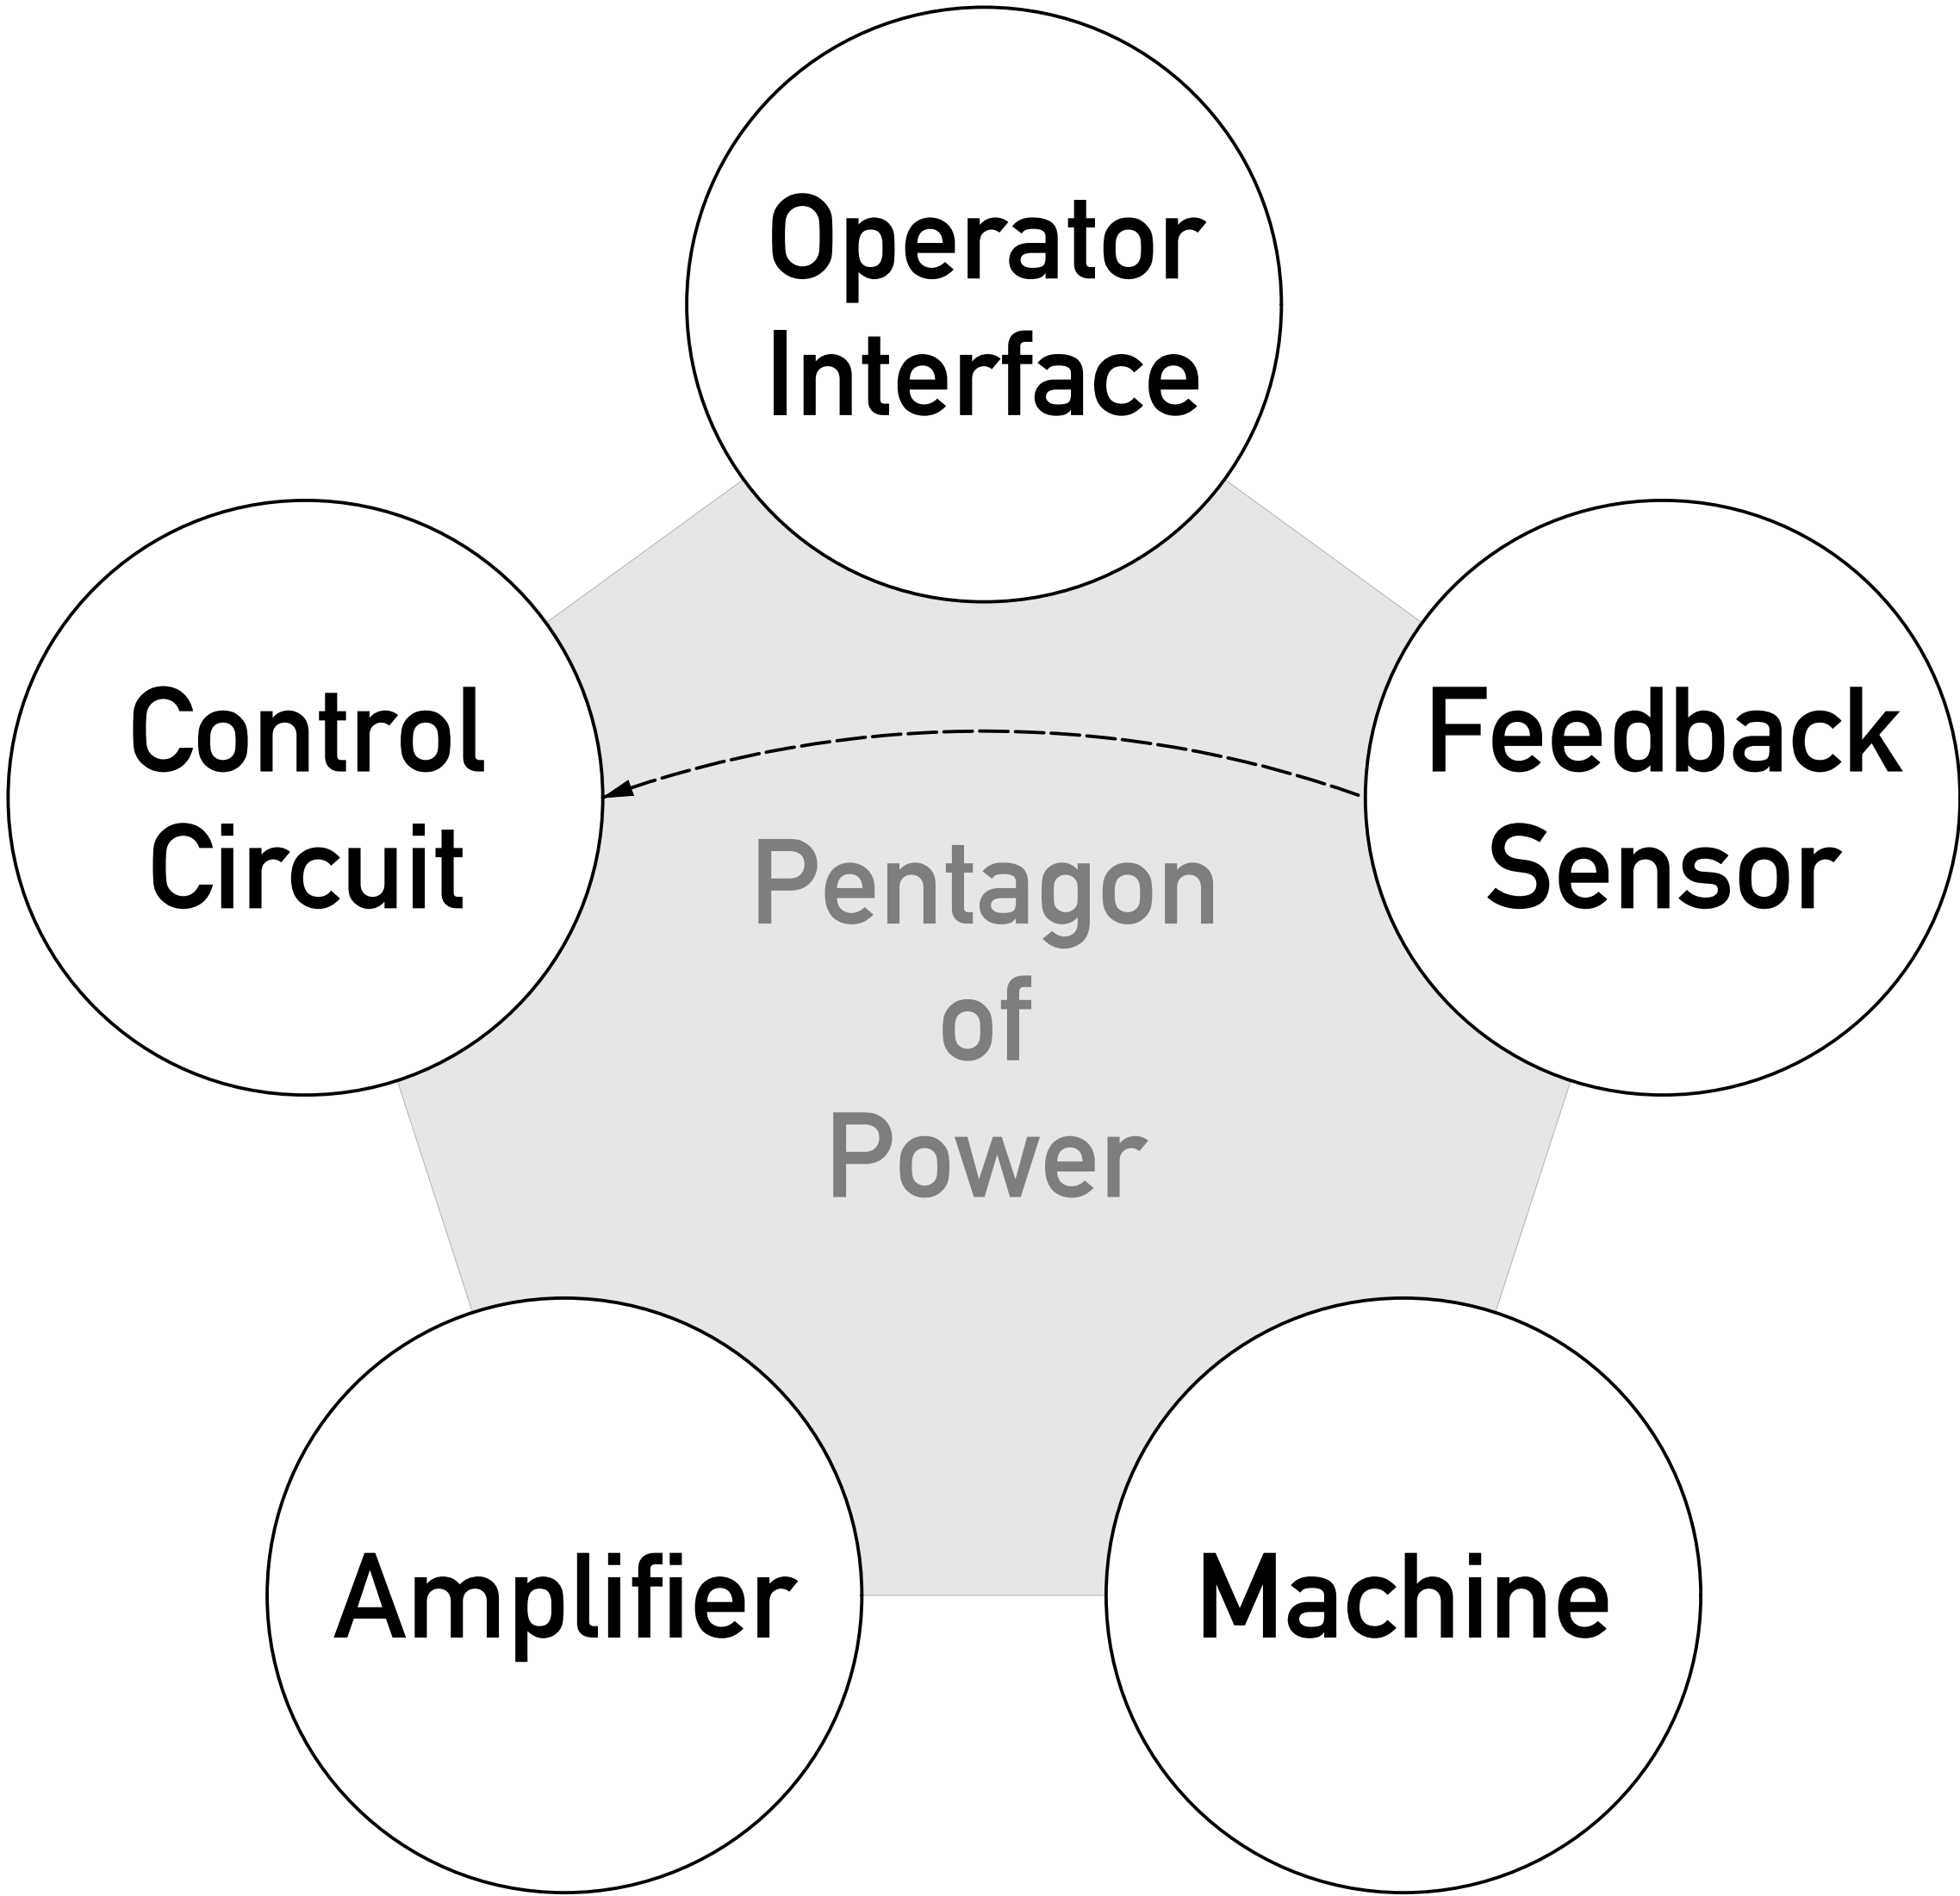 Operator
Interface
Control
Circuit
Feedback
Sensor
Pentagon
of
Power
Amplifier
Machine